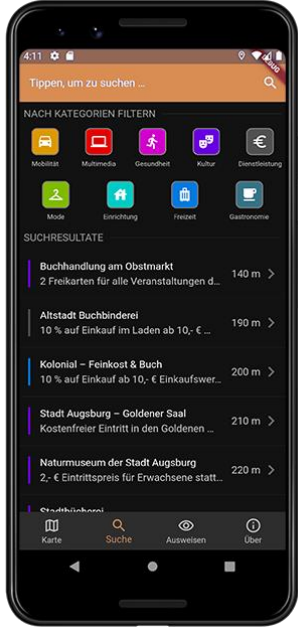 4:11
DEBUG
Tippen, um zu suchen ...
NACH KATEGORIEN FILTERN
Mobilität Multimedia Gesundheit Kultur Dienstleistung
Mode Einrichtung Freizeit Gastronomie
SUCHRESULTATE
Buchhandlung am Obstmarkt
2 Freikarten für alle Veranstaltungen d...
140 m
Altstadt Buchbinderei
10 % auf Einkauf im Laden ab 10,- € ...
190 m
Kolonial – Feinkost & Buch
10 % auf Einkauf ab 10,- € Einkaufswer...
200 m
Stadt Augsburg – Goldener Saal
Kostenfreier Eintritt in den Goldenen ...
210 m
Naturmuseum der Stadt Augsburg
2,- € Eintrittspreis für Erwachsene statt...
220 m
Stadtbücherei
Karte Suche Ausweisen Über